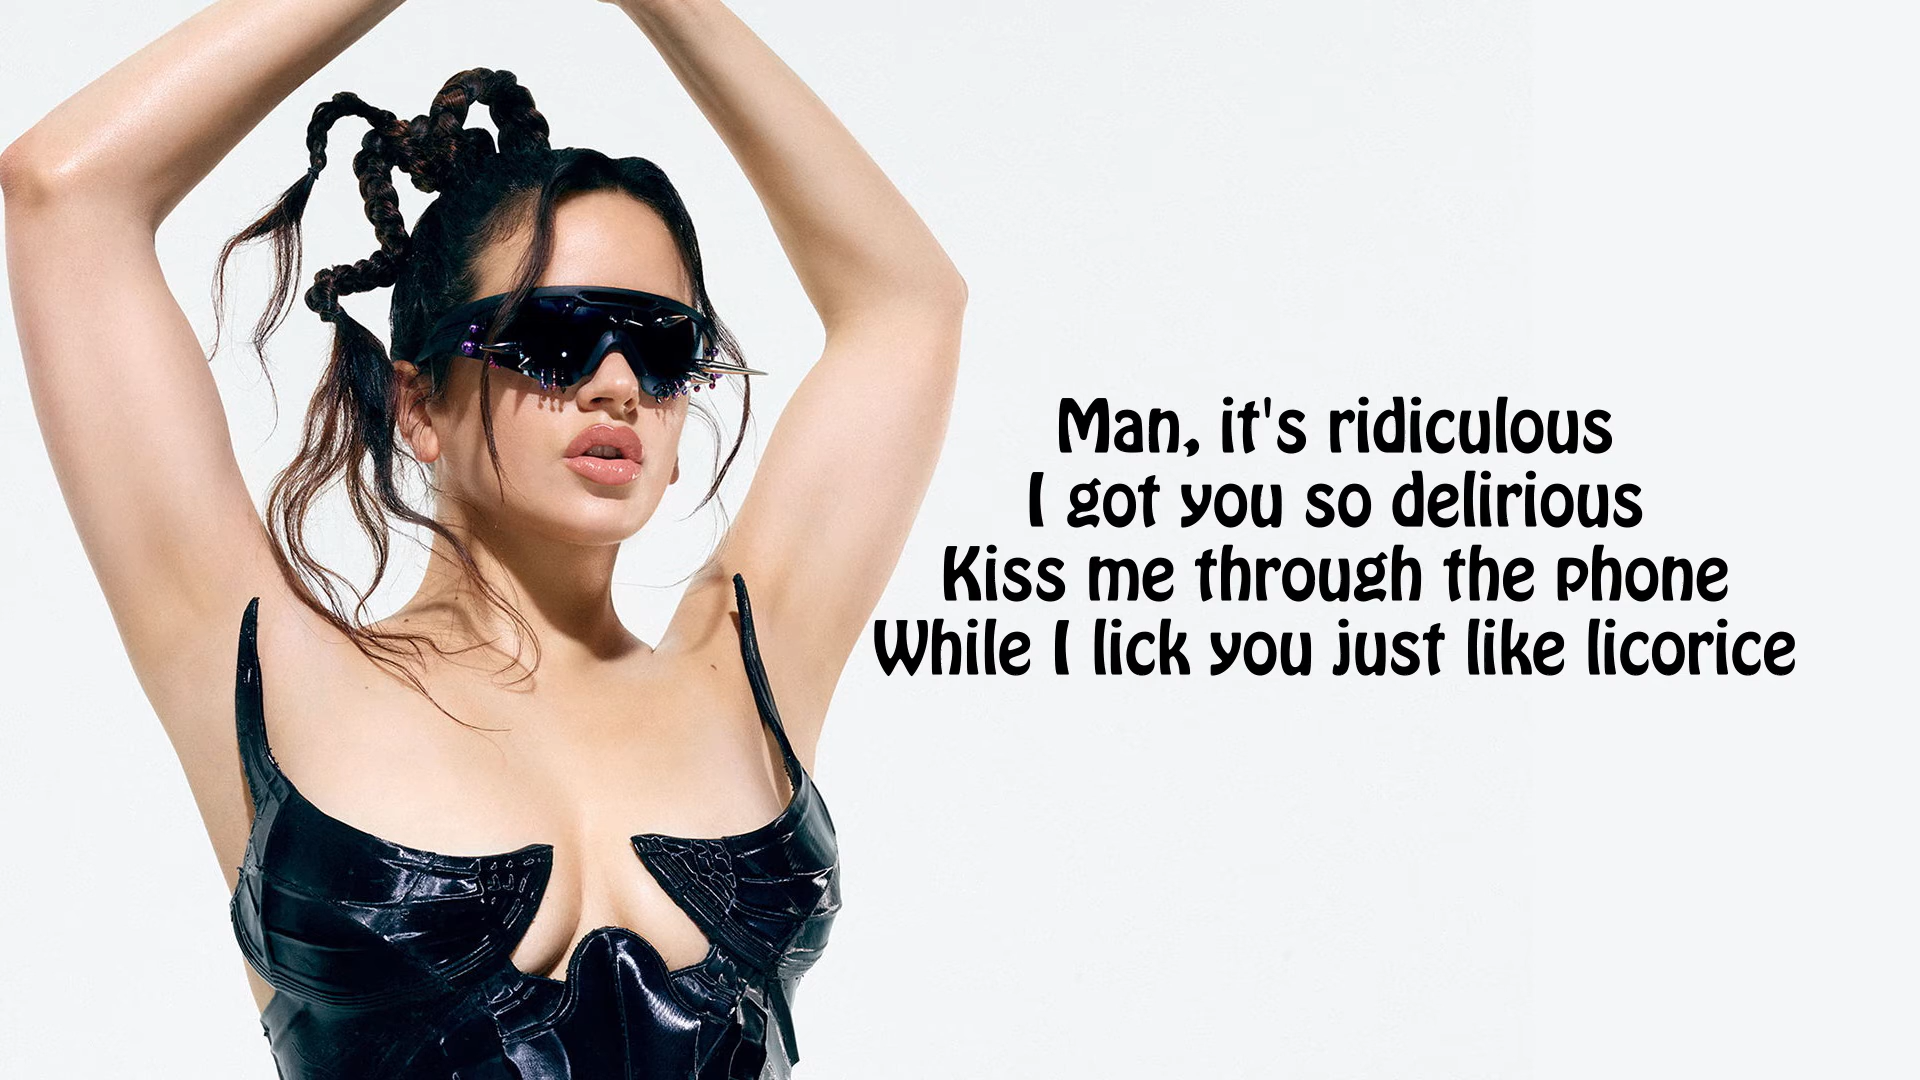 Man, it's ridiculous
I got you so delirious
Kiss me through the phone
While I lick you just like licorice